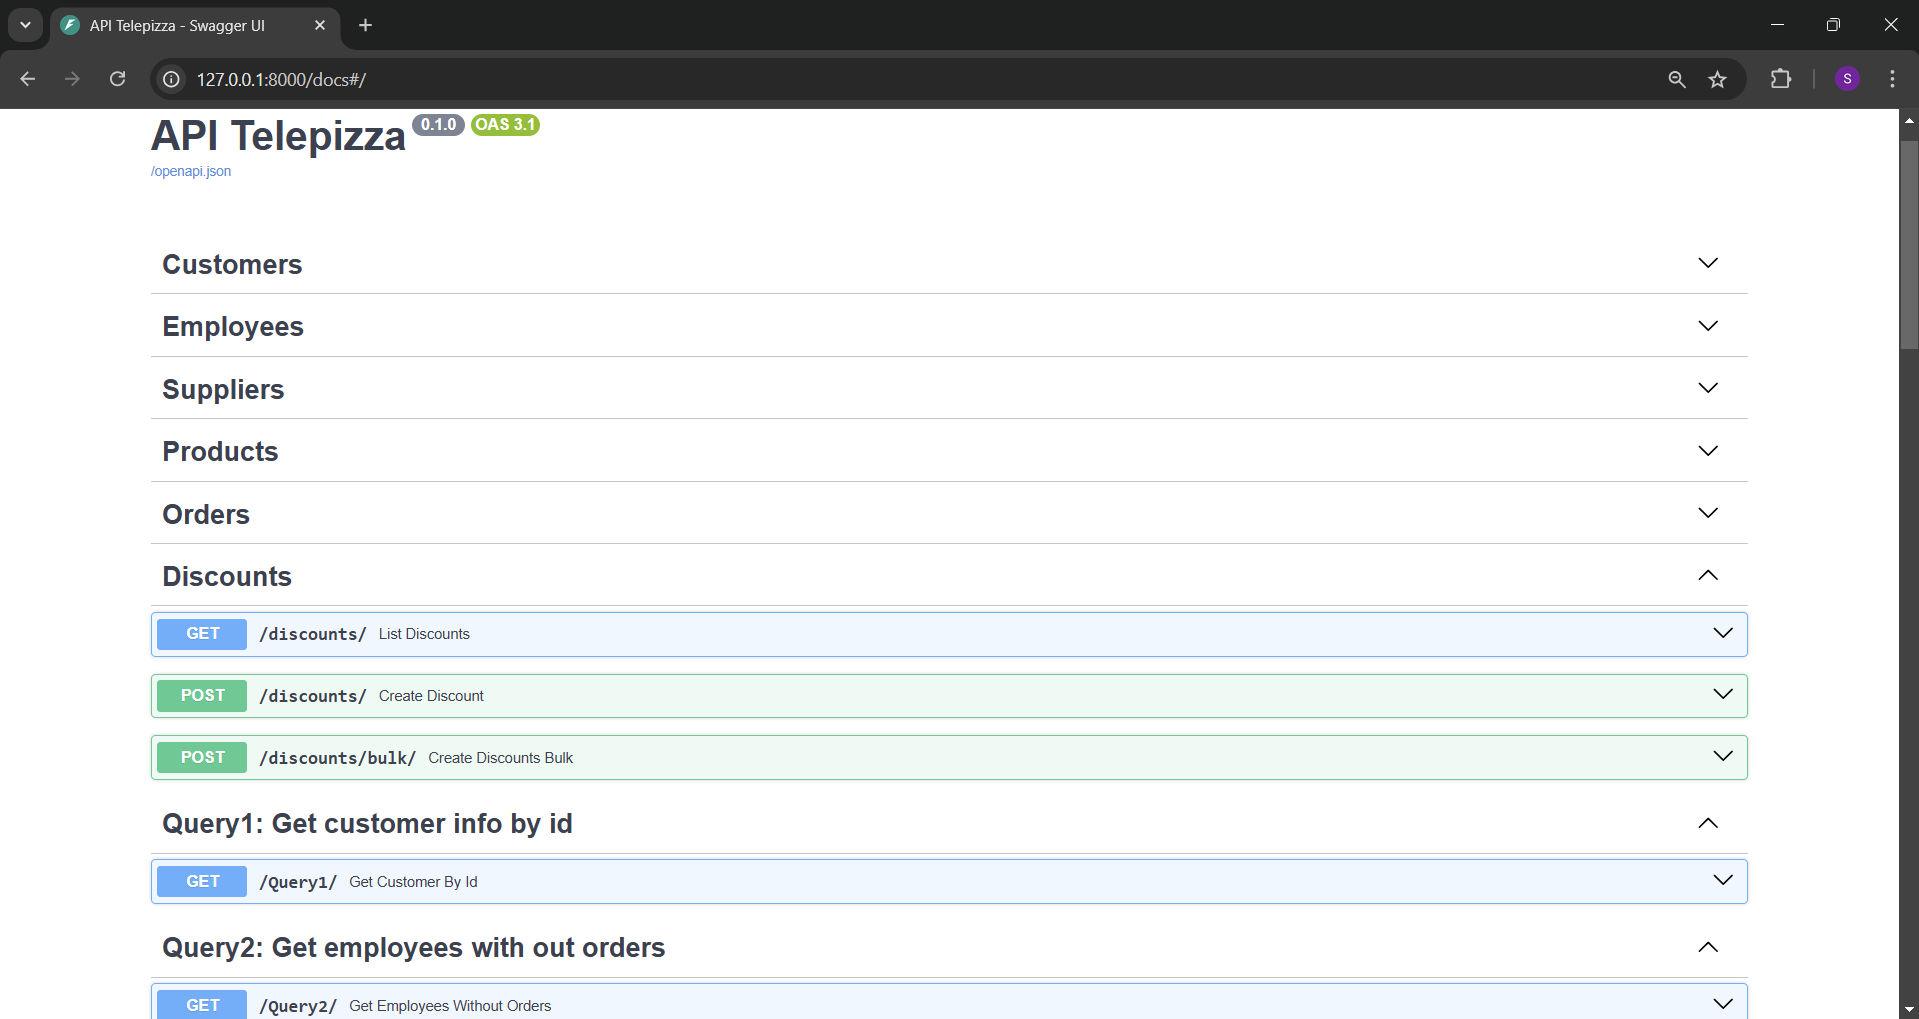 API Telepizza - Swagger UI
127.0.0.1:8000/docs#/
S
API Telepizza 0.1.0 OAS 3.1
/openapi.json
Customers
Employees
Suppliers
Products
Orders
Discounts
GET /discounts/ List Discounts
POST /discounts/ Create Discount
POST /discounts/bulk/ Create Discounts Bulk
Query1: Get customer info by id
GET /Query1/ Get Customer By Id
Query2: Get employees with out orders
GET /Query2/ Get Employees Without Orders